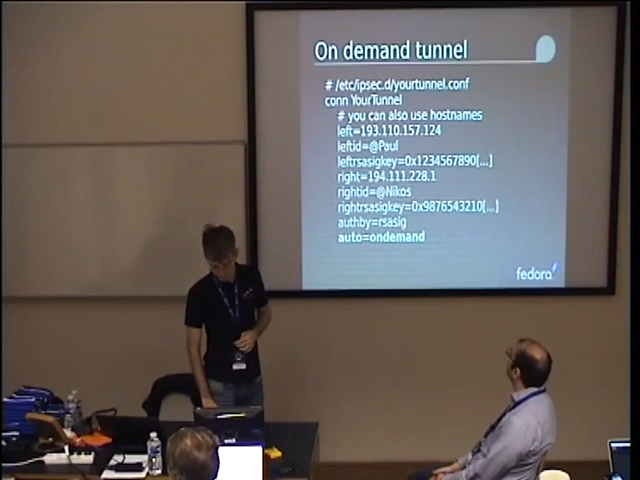 On demand tunnel
# /etc/ipsec.d/yourtunnel.conf
conn YourTunnel
# you can also use hostnames
left=193.110.157.124
leftid=@Paul
leftrsasigkey=0x1234567890[...]
right=194.111.228.1
rightid=@Nikos
rightrsasigkey=0x9876543210[...]
authby=rsasig
auto=ondemand
fedora